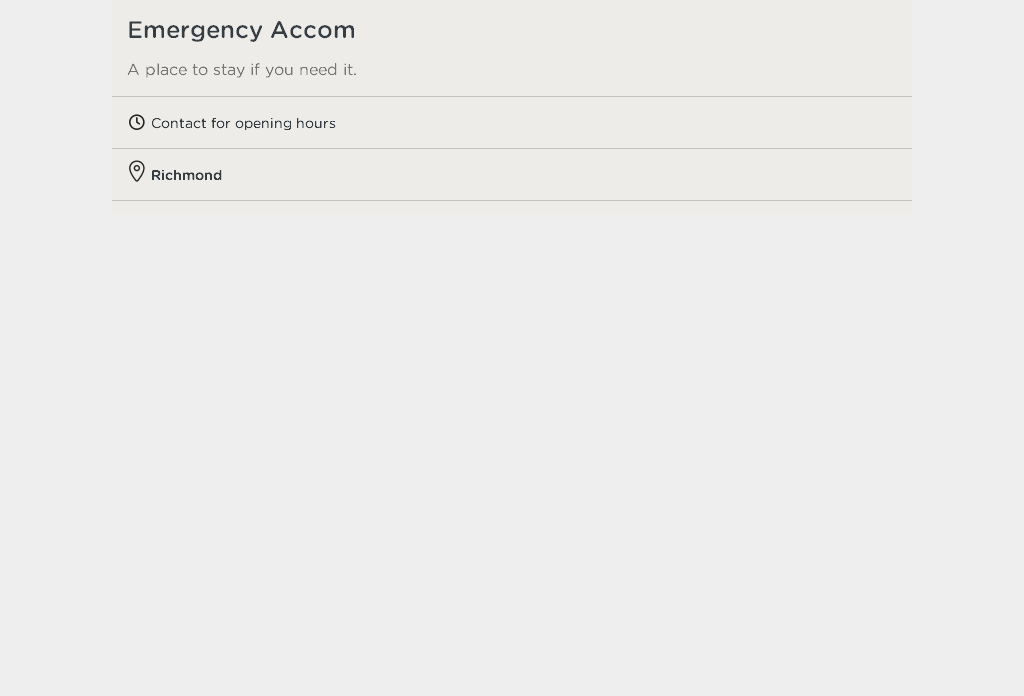 Emergency Accom
A place to stay if you need it.
Contact for opening hours
Richmond